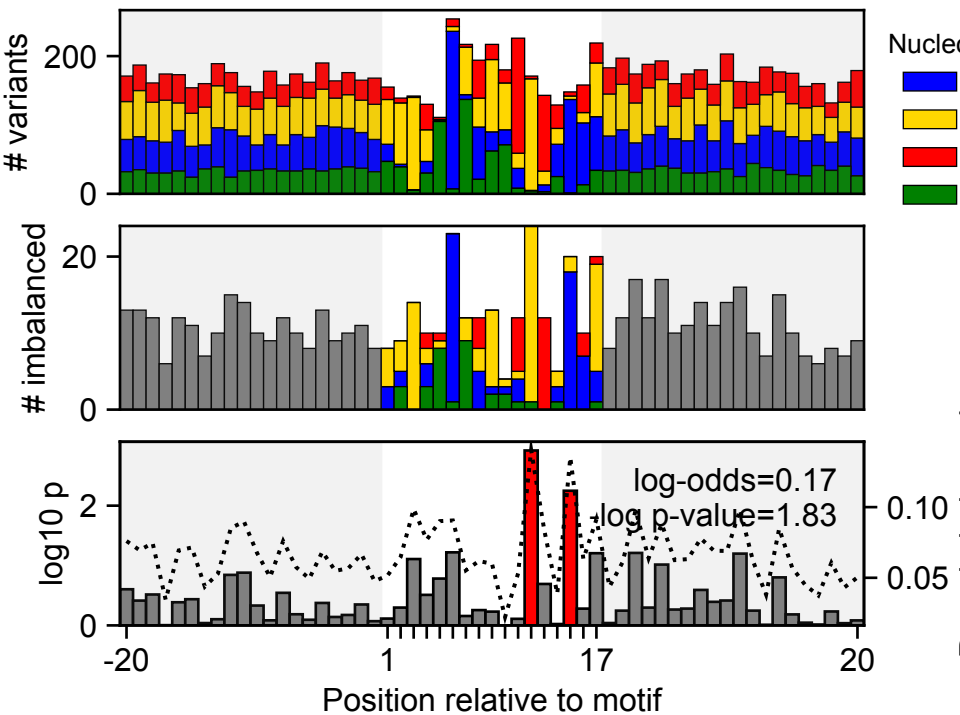 # variants
200
0
Nucleo
# imbalanced
20
0
log10 p
2
0
log-odds=0.17
-log p-value=1.83
0.10
0.05
-20
1
17
20
Position relative to motif